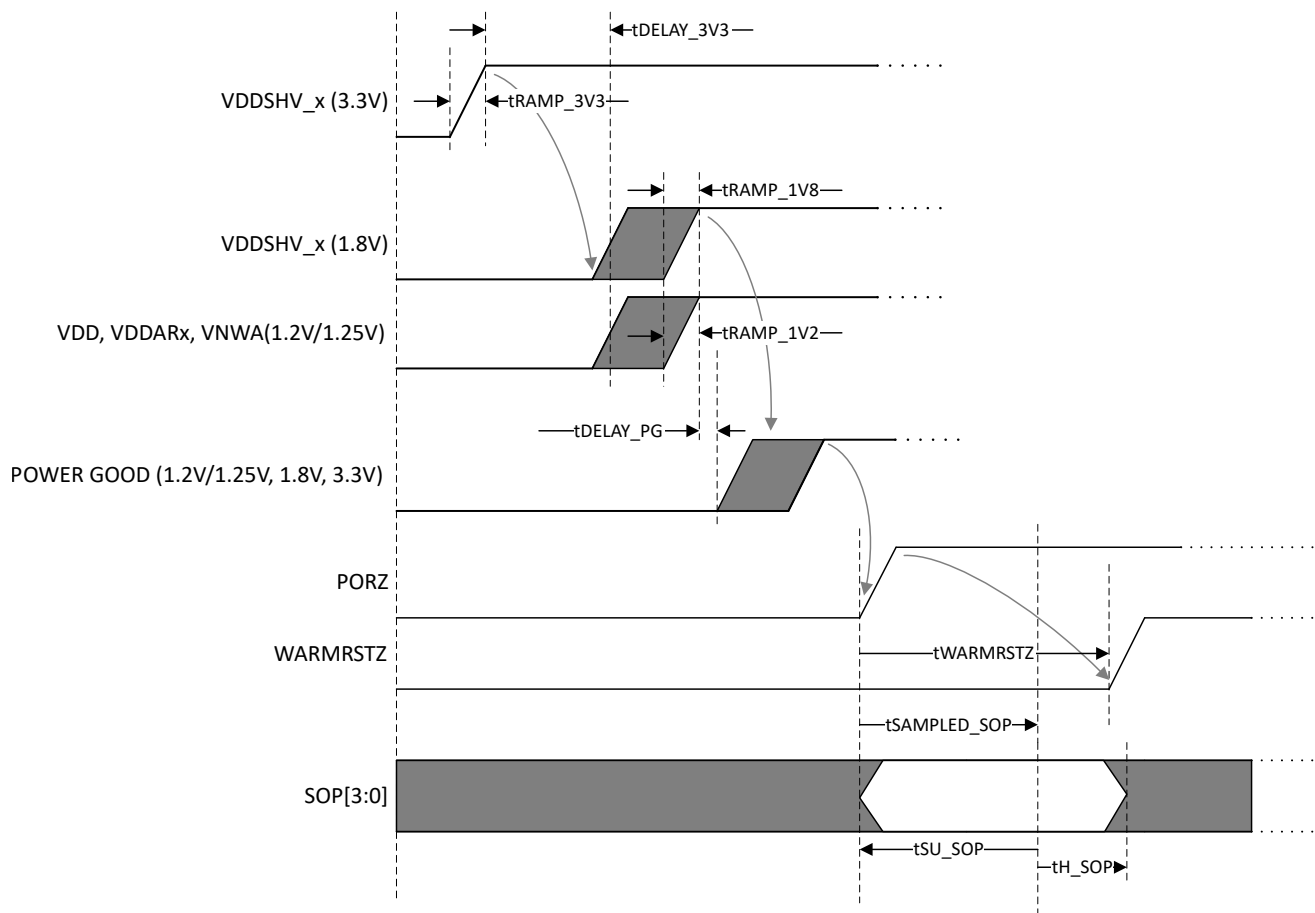 tDELAY_3V3
VDDSHV_x (3.3V)
tRAMP_3V3
tRAMP_1V8
VDDSHV_x (1.8V)
VDD, VDDARx, VNWA(1.2V/1.25V)
tRAMP_1V2
tDELAY_PG
POWER GOOD (1.2V/1.25V, 1.8V, 3.3V)
PORZ
WARMRSTZ
tWARMRSTZ
tSAMPLED_SOP
SOP[3:0]
tSU_SOP
tH_SOP